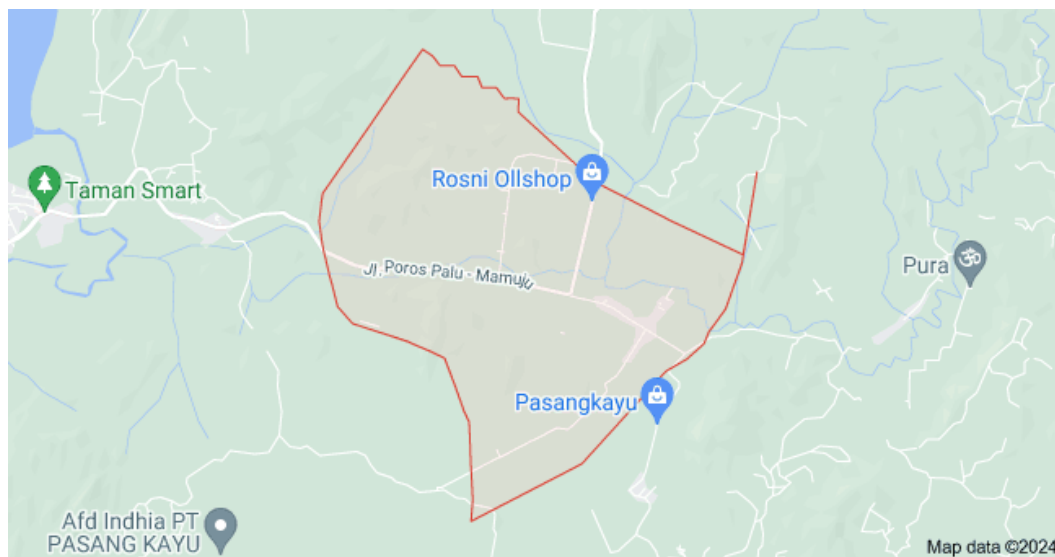 Taman Smart
Rosni Ollshop
Jl. Poros Palu - Mamuju
Pura
Pasangkayu
Afd Indhia PT
PASANG KAYU
Map data ©2024